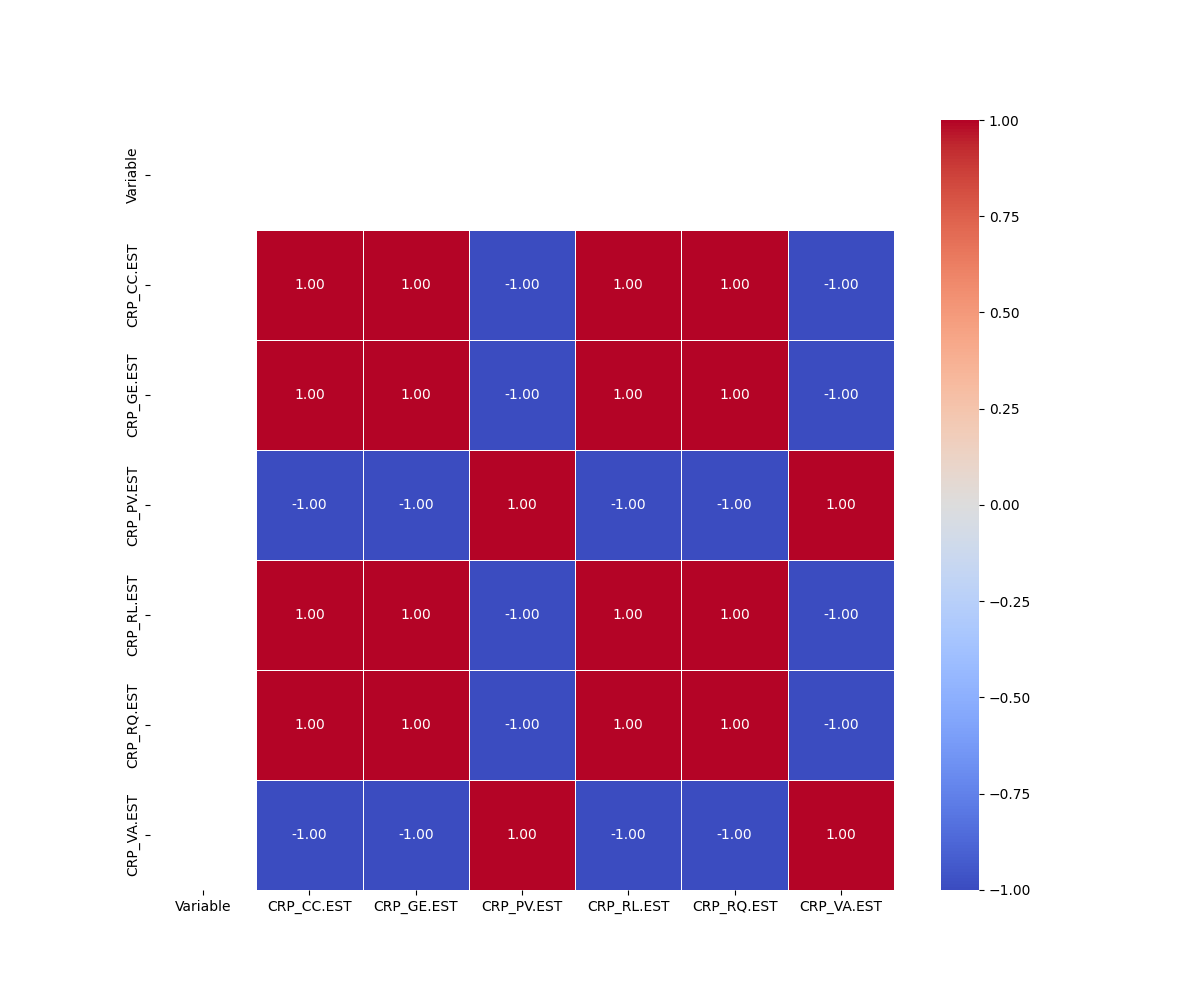 Variable
CRP_CC.EST 1.00 1.00 -1.00 1.00 1.00 -1.00
CRP_GE.EST 1.00 1.00 -1.00 1.00 1.00 -1.00
CRP_PV.EST -1.00 -1.00 1.00 -1.00 -1.00 1.00
CRP_RL.EST 1.00 1.00 -1.00 1.00 1.00 -1.00
CRP_RQ.EST 1.00 1.00 -1.00 1.00 1.00 -1.00
CRP_VA.EST -1.00 -1.00 1.00 -1.00 -1.00 1.00
Variable CRP_CC.EST CRP_GE.EST CRP_PV.EST CRP_RL.EST CRP_RQ.EST CRP_VA.EST
1.00
0.75
0.50
0.25
0.00
−0.25
−0.50
−0.75
−1.00